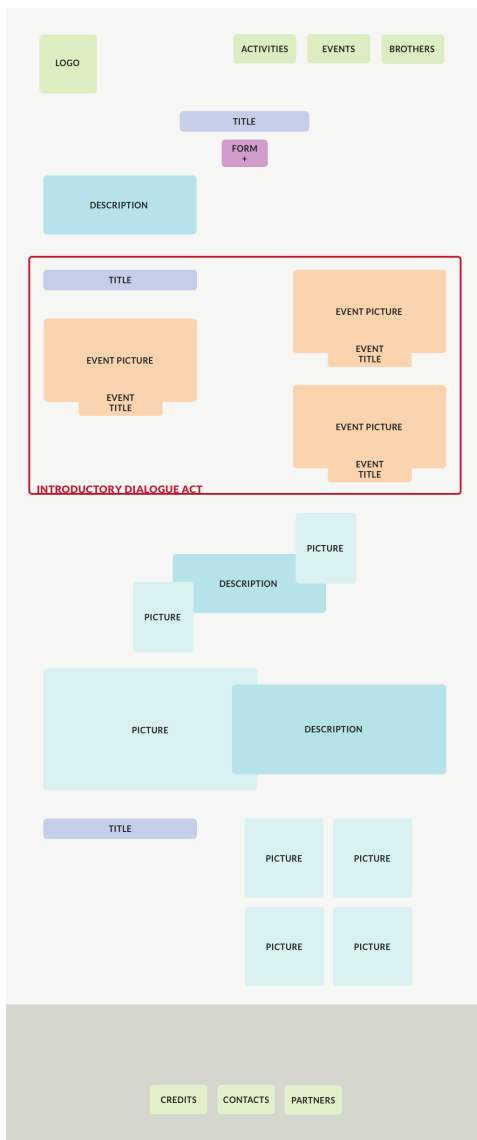 LOGO
ACTIVITIES
EVENTS
BROTHERS
TITLE
FORM
+
DESCRIPTION
TITLE
EVENT PICTURE
EVENT
TITLE
EVENT PICTURE
EVENT
TITLE
EVENT PICTURE
EVENT
TITLE
INTRODUCTORY DIALOGUE ACT
PICTURE
DESCRIPTION
PICTURE
PICTURE
DESCRIPTION
TITLE
PICTURE
PICTURE
PICTURE
PICTURE
CREDITS
CONTACTS
PARTNERS